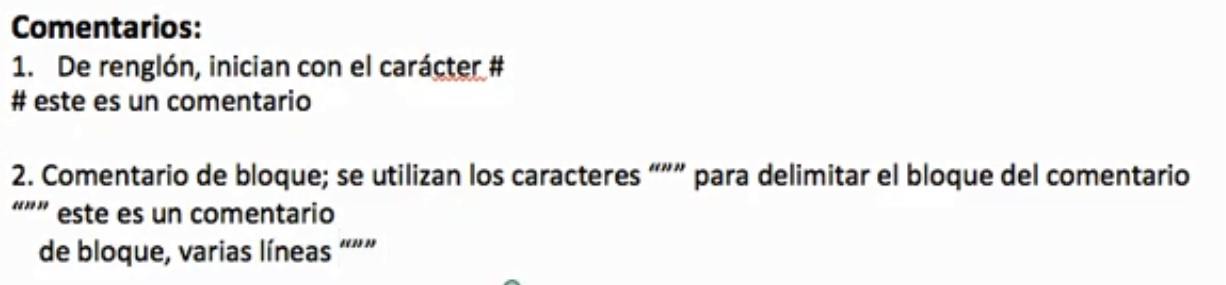 Comentarios:
1. De renglón, inician con el carácter #
# este es un comentario
2. Comentario de bloque; se utilizan los caracteres “”” para delimitar el bloque del comentario
“”” este es un comentario
de bloque, varias líneas “””